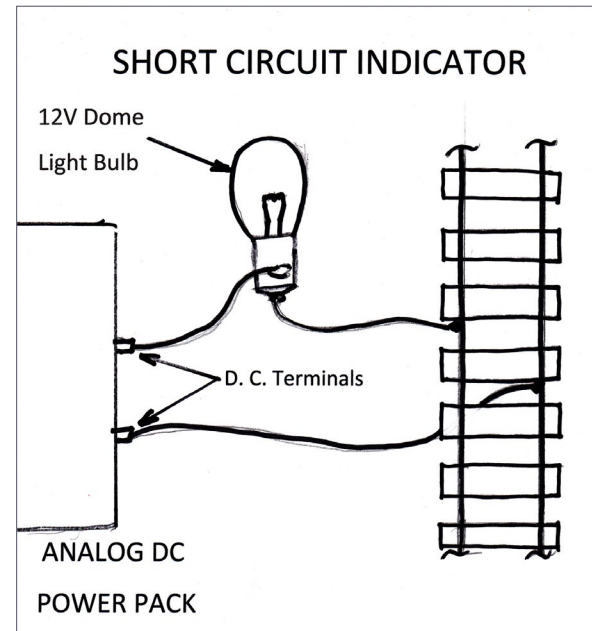 SHORT CIRCUIT INDICATOR
12V Dome
Light Bulb
D. C. Terminals
ANALOG DC
POWER PACK